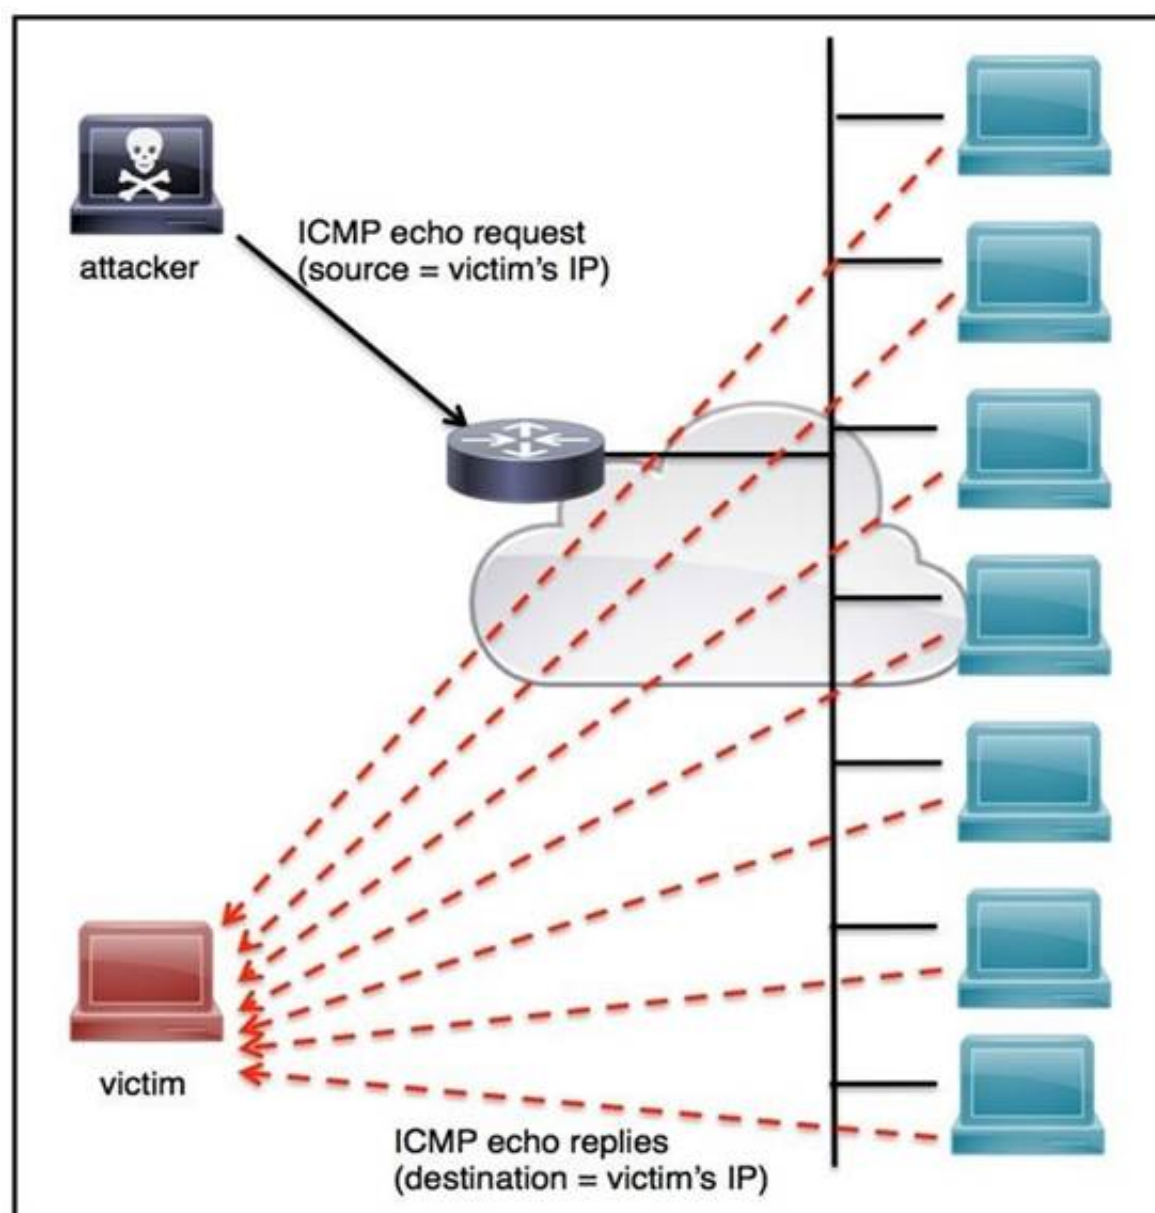 attacker
ICMP echo request
(source = victim's IP)
victim
ICMP echo replies
(destination = victim's IP)